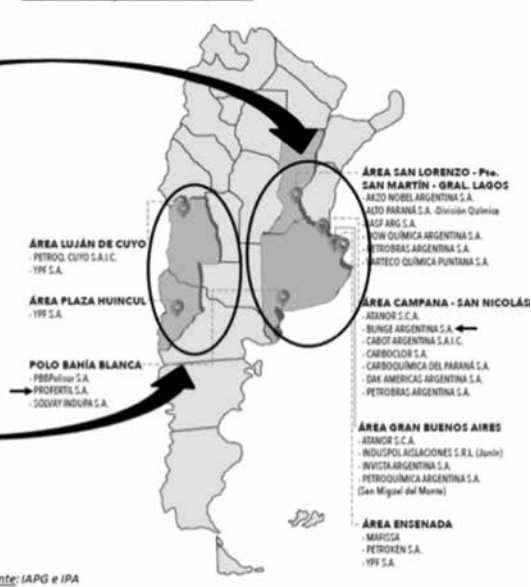 ÁREA SAN LORENZO - Pto.
SAN MARTÍN - GRAL. LAGOS
- AKZO NOBEL ARGENTINA S.A.
- ALTO PARANÁ S.A. -División Química
BASF ARG S.A.
DOW QUÍMICA ARGENTINA S.A.
PETROBRAS ARGENTINA S.A.
VARTECO QUÍMICA PUNTANA S.A.
ÁREA LUJÁN DE CUYO
- PETROQ. CUYO S.A.I.C.
- YPF S.A.
ÁREA PLAZA HUINCUL
- YPF S.A.
ÁREA CAMPANA - SAN NICOLÁS
- ATANOR S.C.A.
- BUNGE ARGENTINA S.A.
- CABOT ARGENTINA S.A.I.C.
- CARBOCLOR S.A.
- CARBOQUÍMICA DEL PARANÁ S.A.
- DAK AMERICAS ARGENTINA S.A.
- PETROBRAS ARGENTINA S.A.
POLO BAHÍA BLANCA
- PBBPolisur S.A.
- PROFERTIL S.A.
- SOLVAY INDUPA S.A.
ÁREA GRAN BUENOS AIRES
- ATANOR S.C.A.
- INDUSPOL AISLACIONES S.R.L (Junín)
- INVISTA ARGENTINA S.A.
- PETROQUÍMICA ARGENTINA S.A.
(San Miguel del Monte)
ÁREA ENSENADA
- MAFISSA
- PETROKEN S.A.
- YPF S.A.
nte: IAPG e IPA